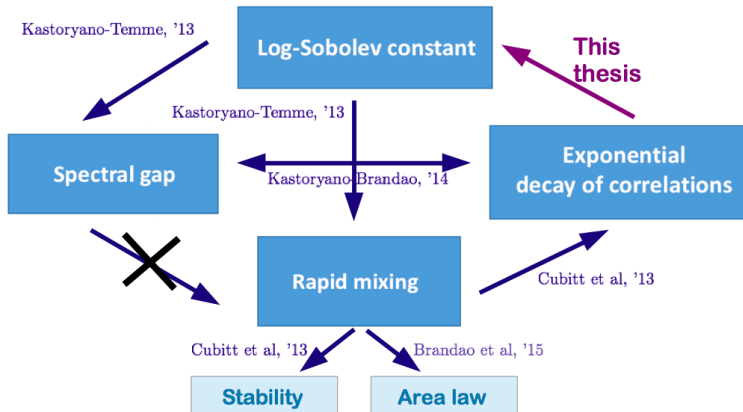 Kastoryano-Temme, '13
Log-Sobolev constant
This
thesis
Kastoryano-Temme, '13
Spectral gap
Kastoryano-Brandao, '14
Exponential
decay of correlations
Rapid mixing
Cubitt et al, '13
Cubitt et al, '13
Brandao et al, '15
Stability
Area law